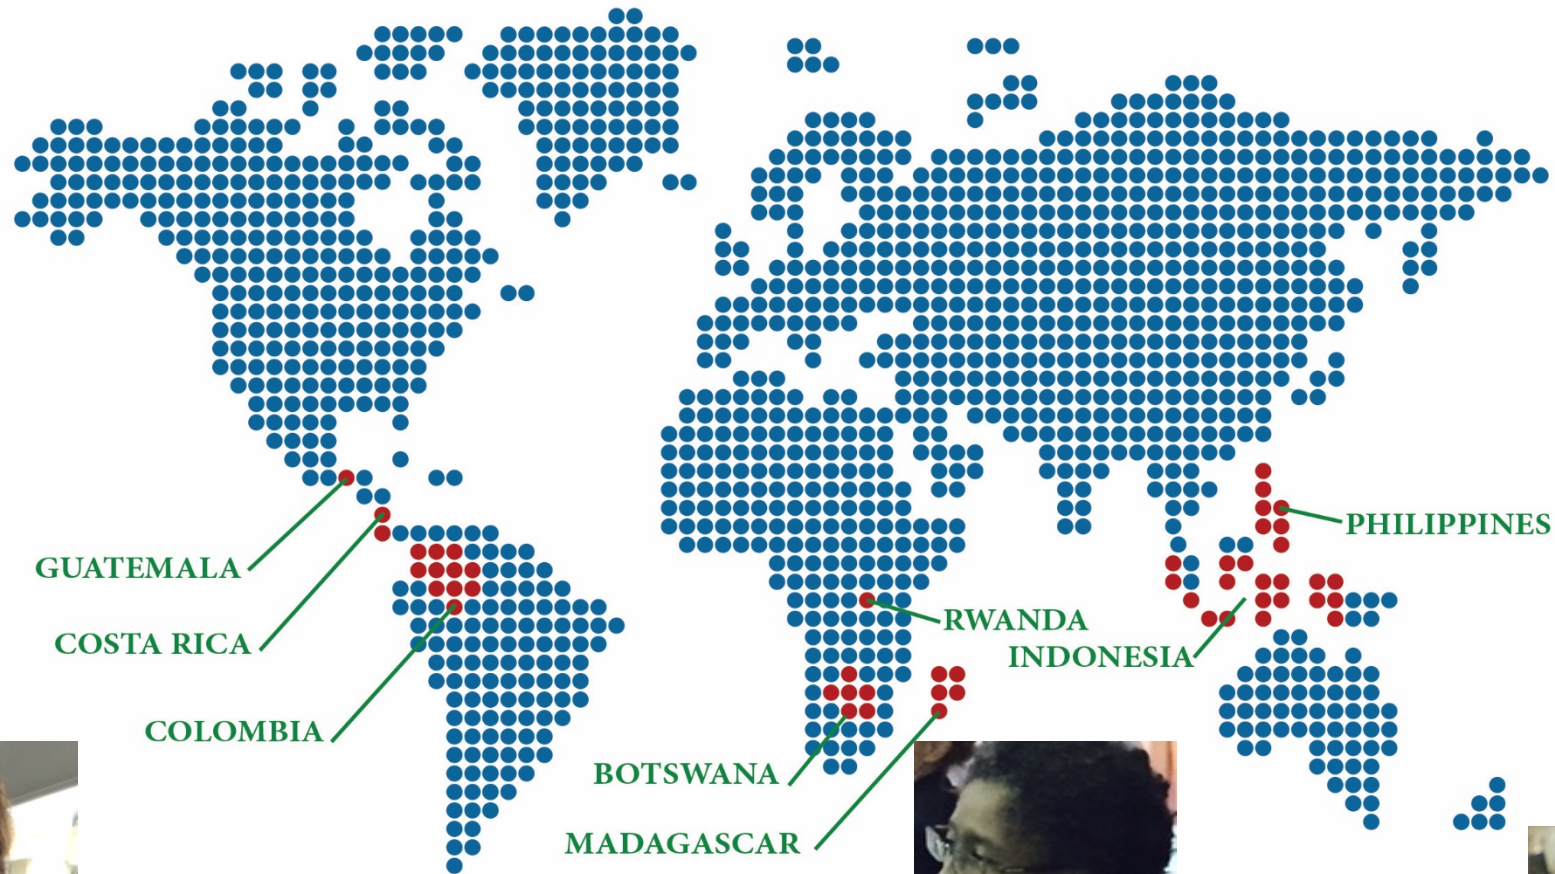 PHILIPPINES
GUATEMALA
RWANDA
COSTA RICA
INDONESIA
COLOMBIA
BOTSWANA
MADAGASCAR